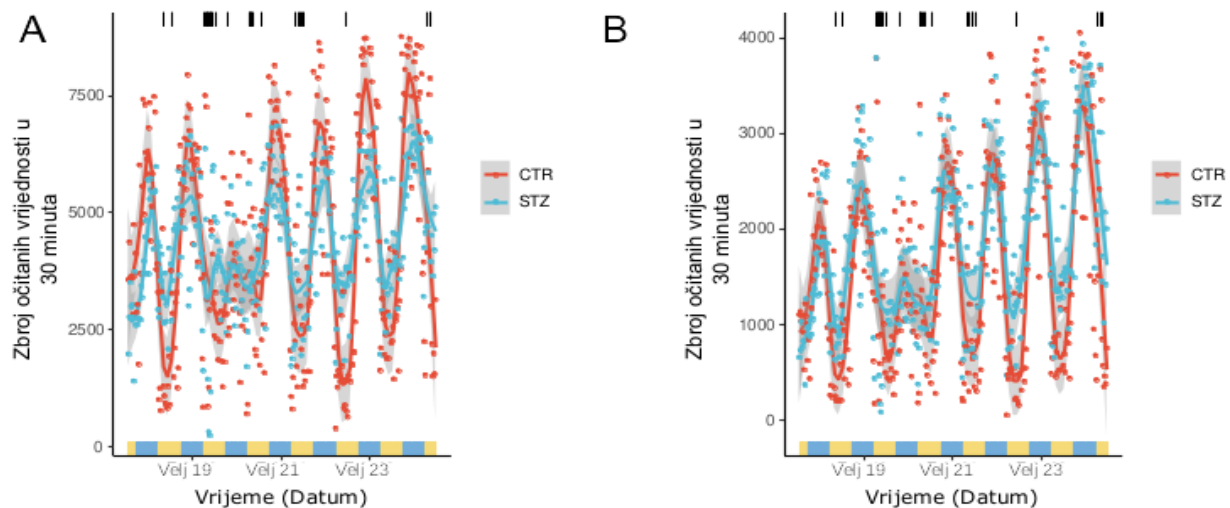 A
Zbroj očitanih vrijednosti u
30 minuta
7500
5000
2500
0
Velj 19
Velj 21
Velj 23
Vrijeme (Datum)
CTR
STZ
B
Zbroj očitanih vrijednosti u
30 minuta
4000
3000
2000
1000
0
Velj 19
Velj 21
Velj 23
Vrijeme (Datum)
CTR
STZ